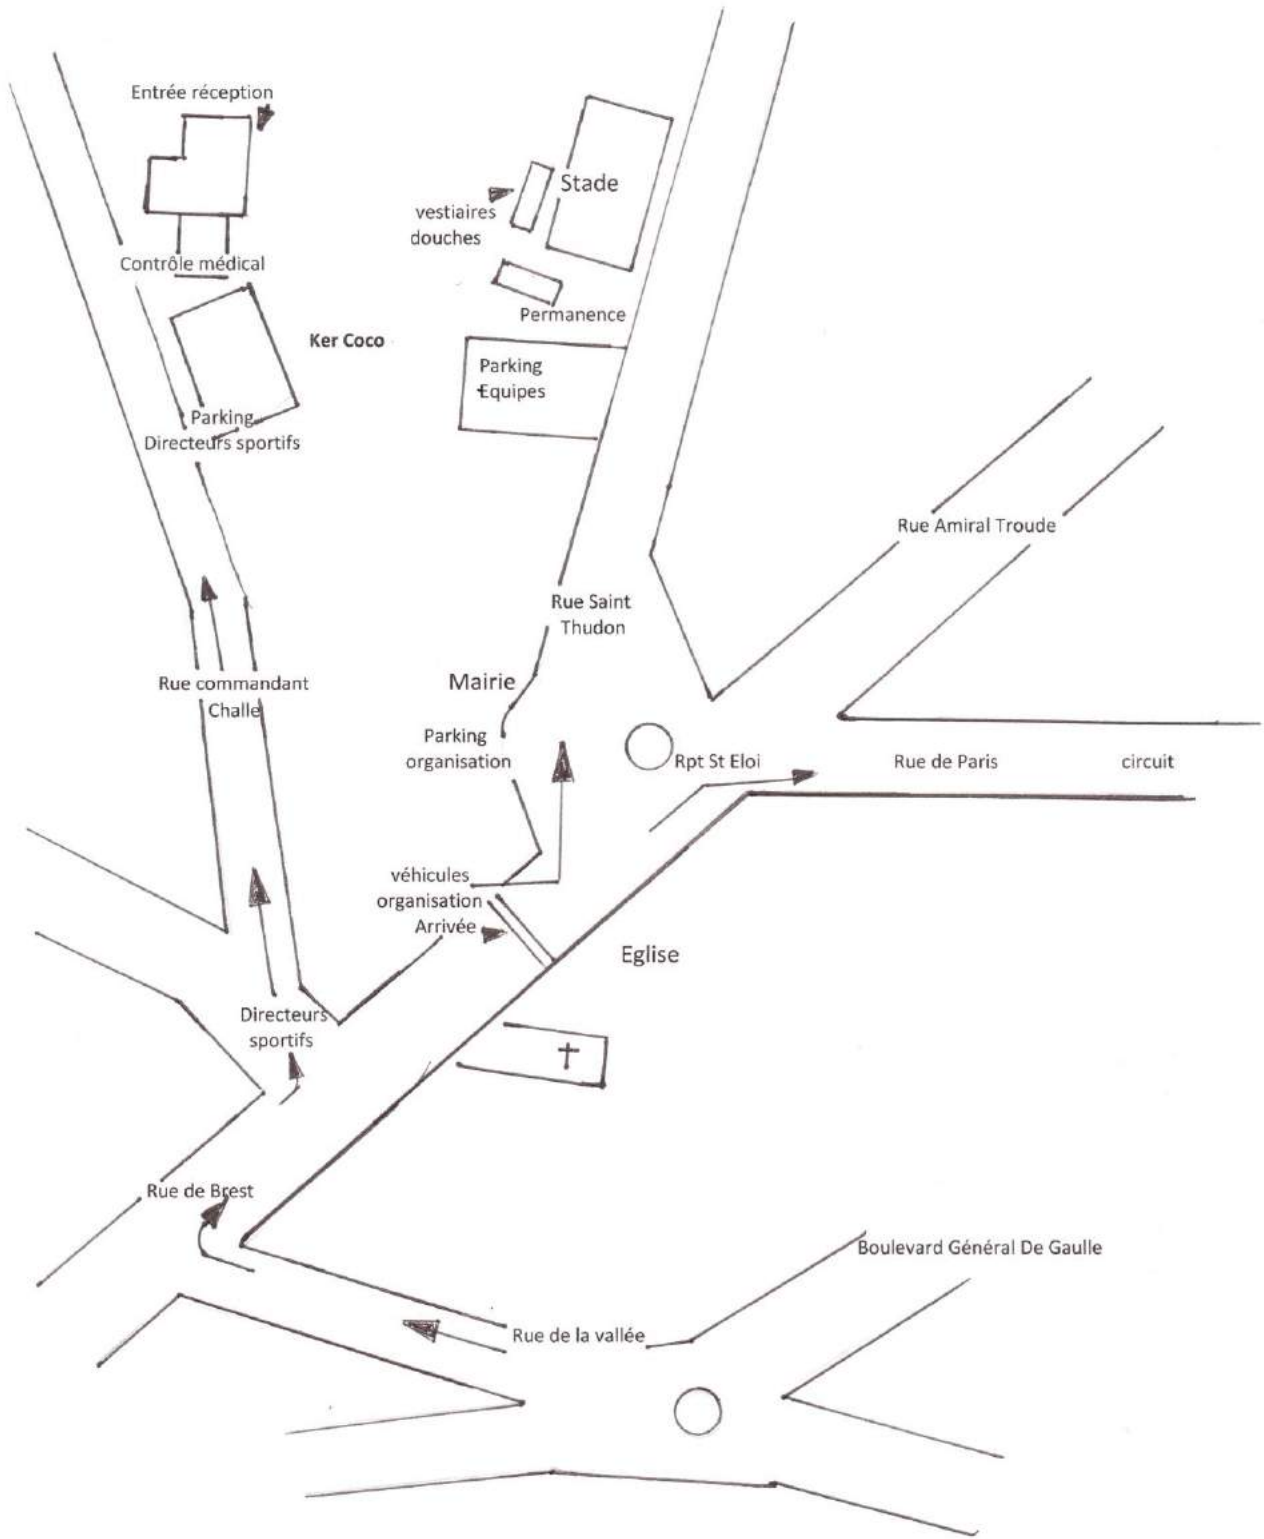 Entrée réception
Stade
vestiaires
douches
Contrôle médical
Permanence
Ker Coco
Parking
Equipes
Parking
Directeurs sportifs
Rue Amiral Troude
Rue Saint
Thudon
Rue commandant
Challe
Mairie
Parking
organisation
Rpt St Eloi
Rue de Paris
circuit
véhicules
organisation
Arrivée
Eglise
Directeurs
sportifs
Rue de Brest
Boulevard Général De Gaulle
Rue de la vallée